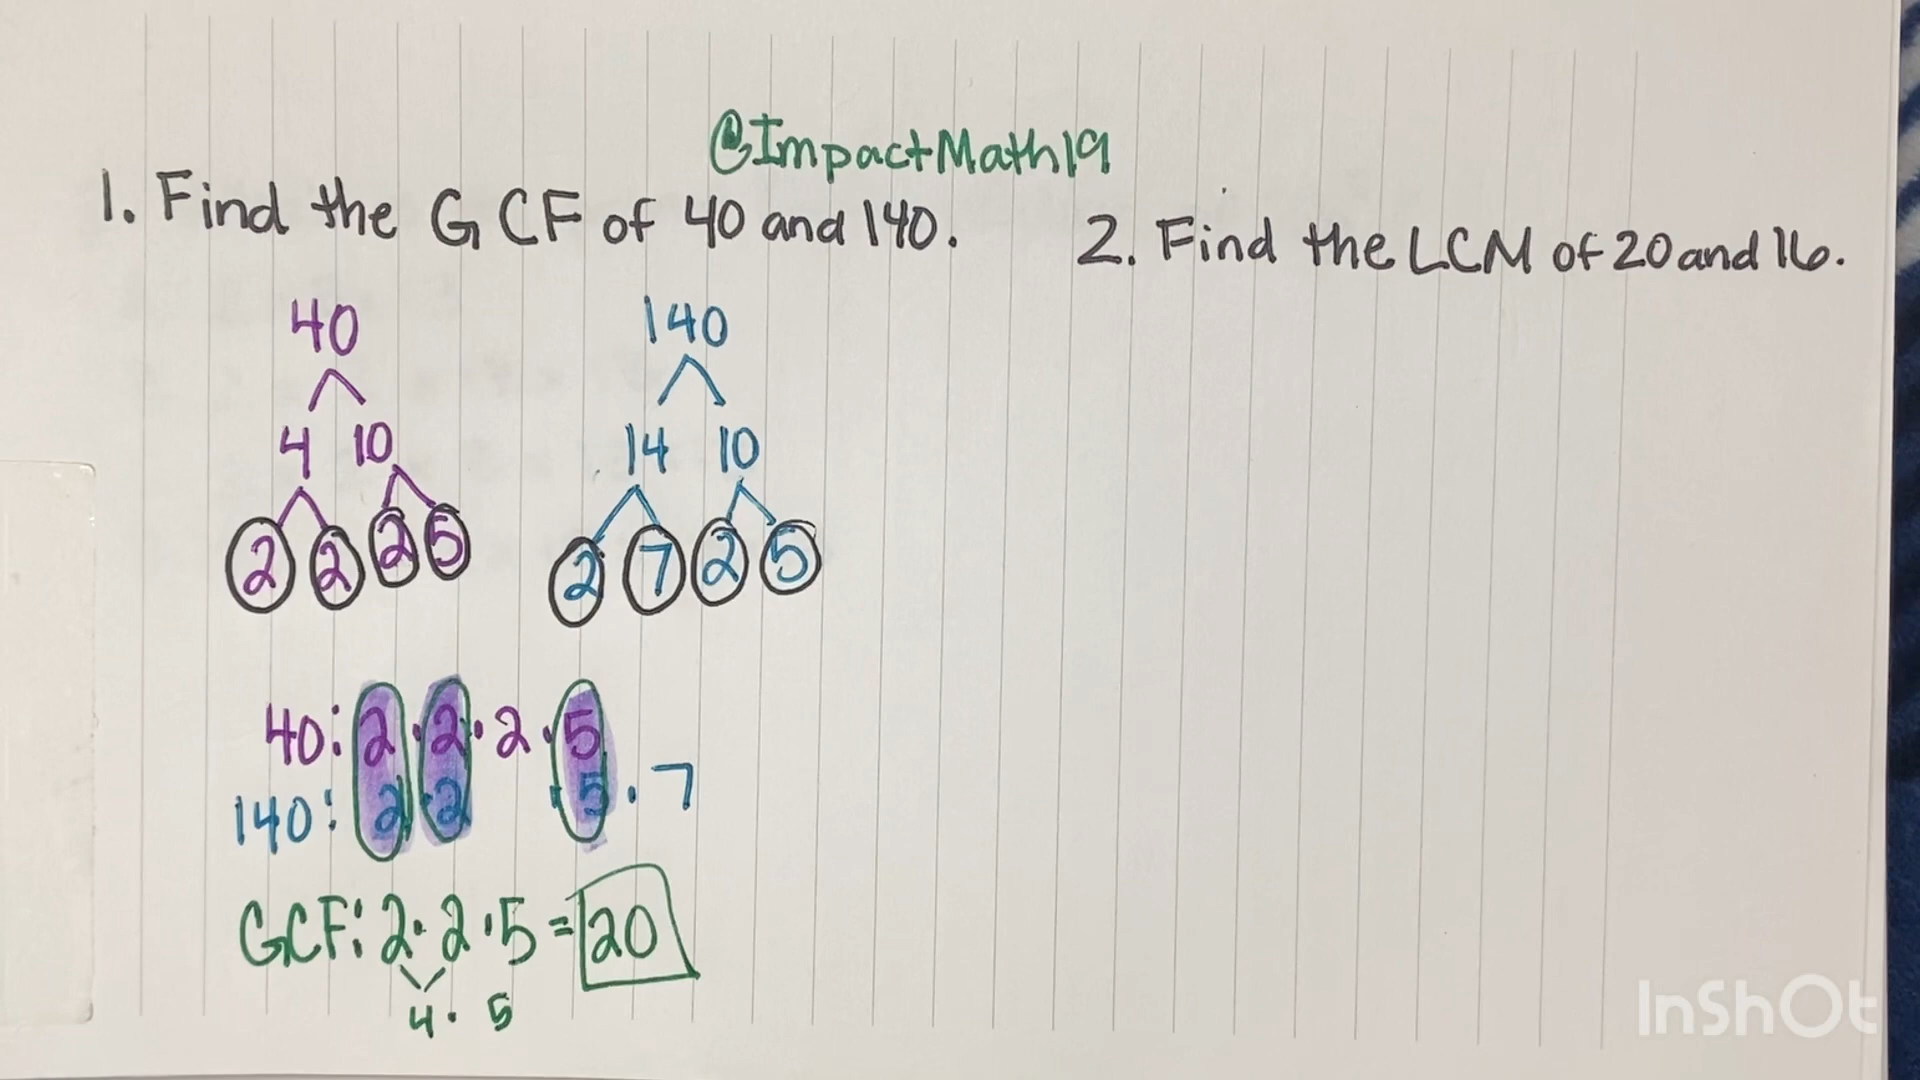 @ImpactMath19
1. Find the GCF of 40 and 140.
40
4 10
2 2 2 5
140
14 10
2 7 2 5
40: 2 · 2 · 2 · 5
140: 2 · 2 · 5 · 7
GCF: 2 · 2 · 5 = 20
4 · 5
2. Find the LCM of 20 and 16.
InShOt